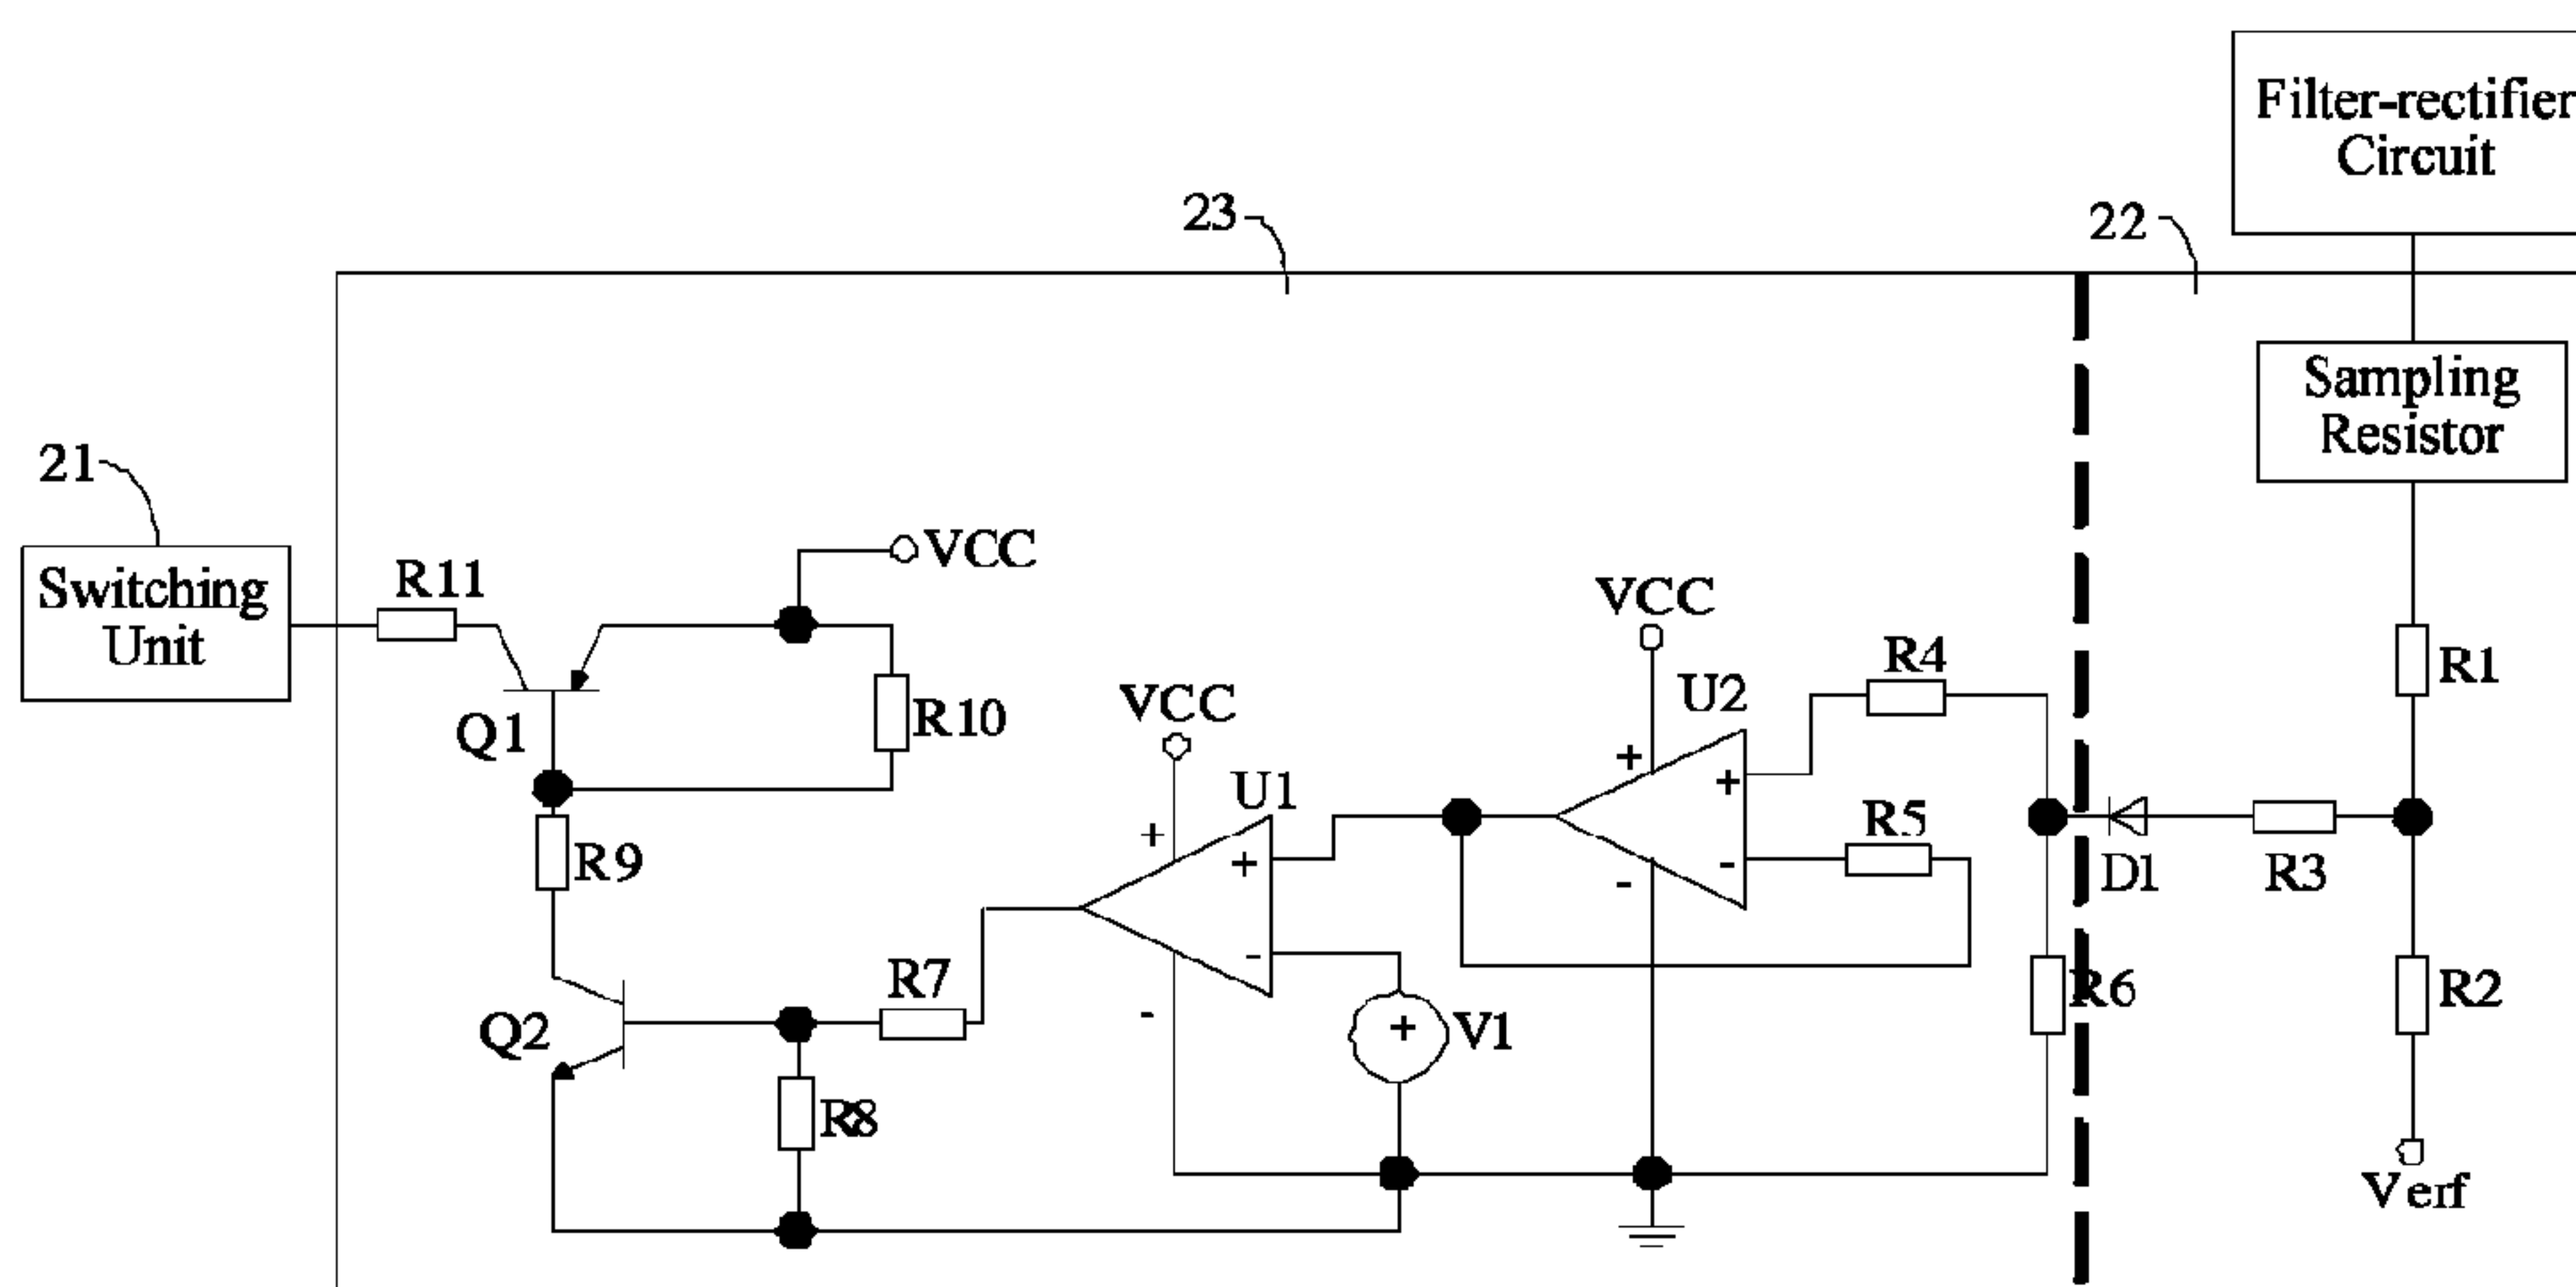 Filter-rectifier
Circuit
23
22
Sampling
Resistor
21
Switching
Unit
R11
VCC
VCC
R4
R1
U2
Q1
R10
VCC
+
+
U1
R5
+
+
-
-
R9
D1
R3
-
R7
R6
R2
Q2
-
+
V1
R8
Verf